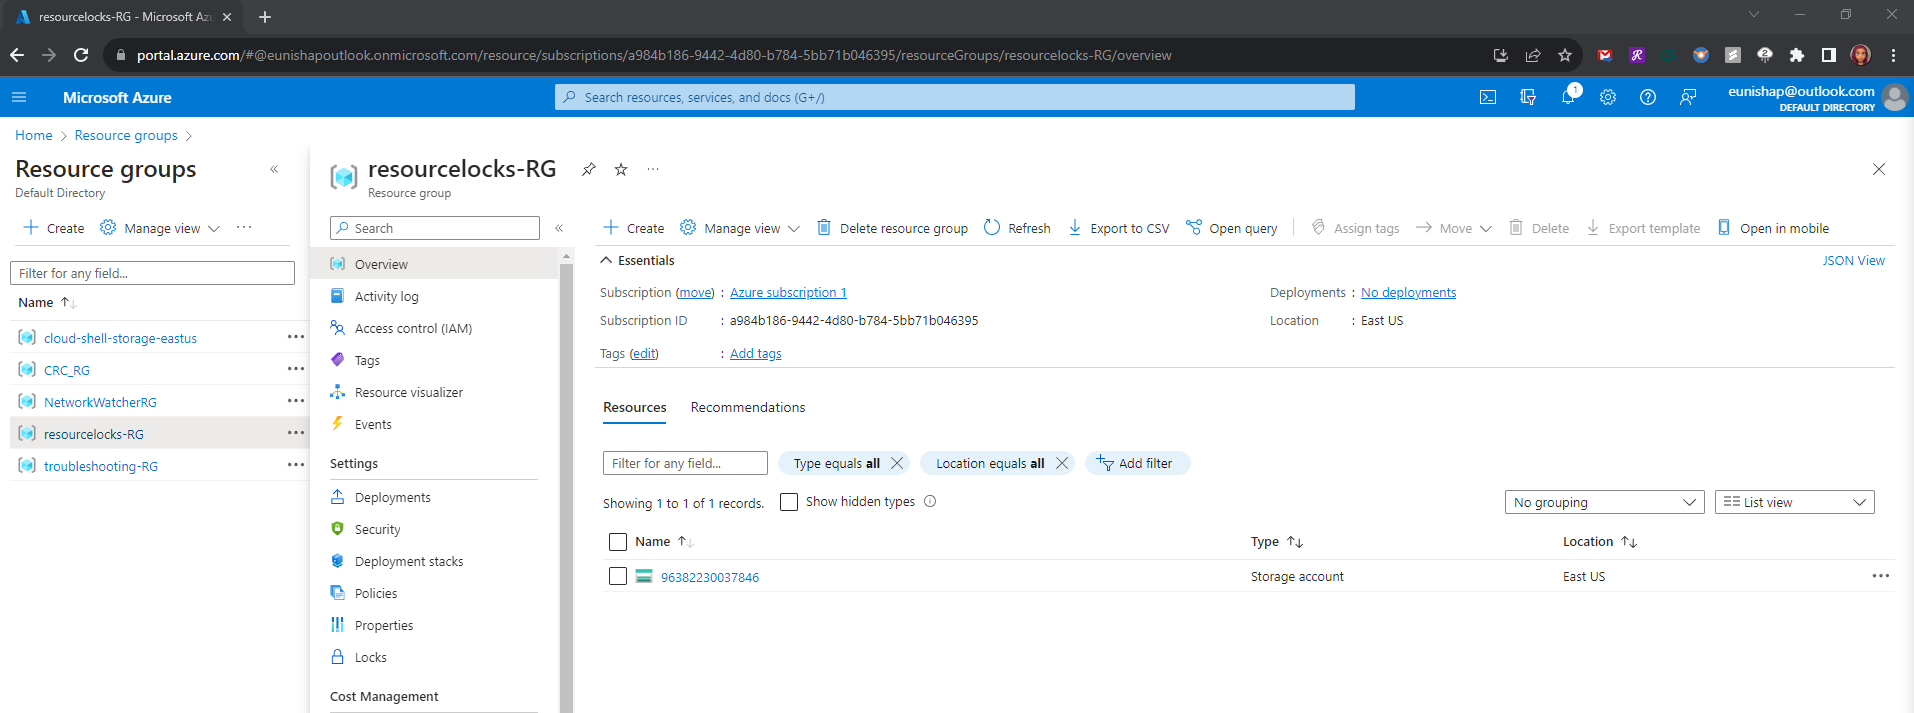 resourcelocks-RG - Microsoft Az
portal.azure.com/#@eunishapoutlook.onmicrosoft.com/resource/subscriptions/a984b186-9442-4d80-b784-5bb71b046395/resourceGroups/resourcelocks-RG/overview
Microsoft Azure
Search resources, services, and docs (G+/)
1
eunishap@outlook.com
DEFAULT DIRECTORY
Home > Resource groups >
Resource groups
Default Directory
Create Manage view ...
Filter for any field...
Name
cloud-shell-storage-eastus
CRC_RG
NetworkWatcherRG
resourcelocks-RG
troubleshooting-RG
resourcelocks-RG
Resource group
Search
Overview
Activity log
Access control (IAM)
Tags
Resource visualizer
Events
Settings
Deployments
Security
Deployment stacks
Policies
Properties
Locks
Cost Management
Create Manage view Delete resource group Refresh Export to CSV Open query Assign tags Move Delete Export template Open in mobile
Essentials
JSON View
Subscription (move) : Azure subscription 1
Subscription ID : a984b186-9442-4d80-b784-5bb71b046395
Tags (edit) : Add tags
Deployments : No deployments
Location : East US
Resources Recommendations
Filter for any field... Type equals all Location equals all Add filter
Showing 1 to 1 of 1 records. Show hidden types
No grouping List view
Name Type Location
96382230037846 Storage account East US